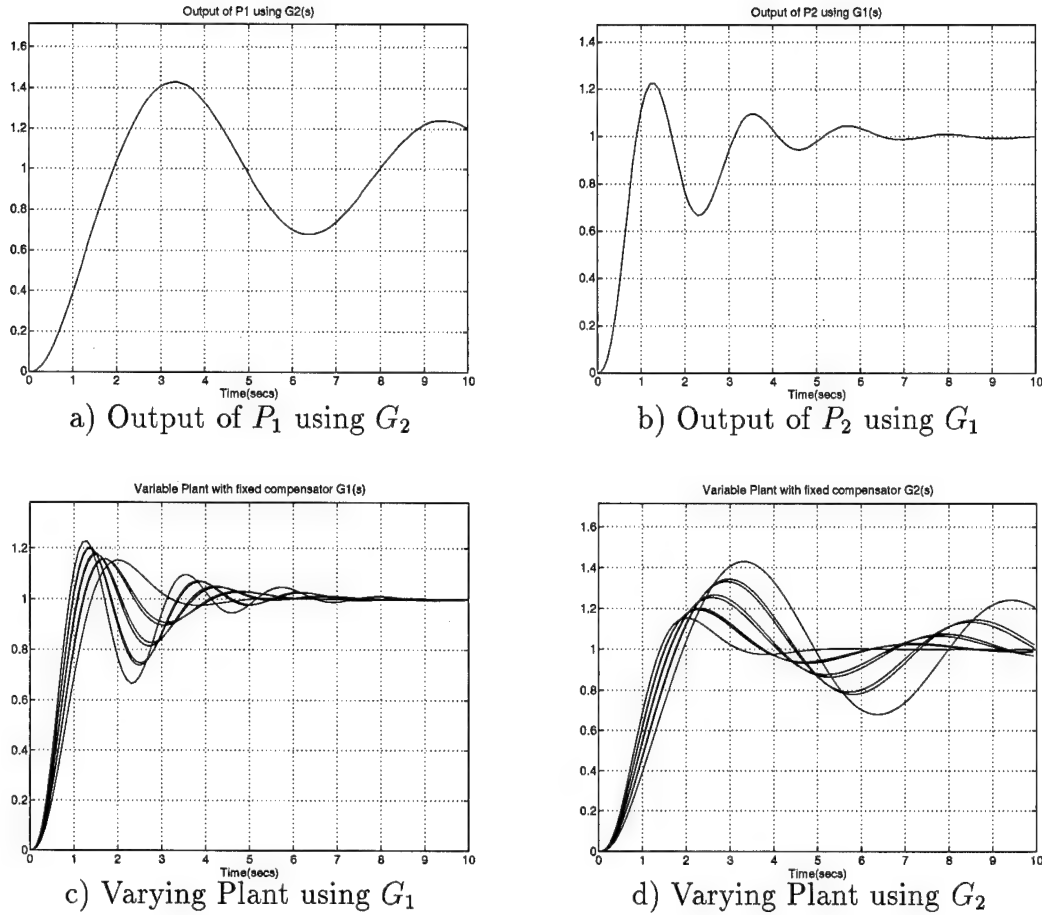 Output of P1 using G2(s)
1.6
1.4
1.2
1
0.8
0.6
0.4
0.2
0
0 1 2 3 4 5 6 7 8 9 10
Time(secs)
a) Output of P1 using G2
Output of P2 using G1(s)
1.4
1.2
1
0.8
0.6
0.4
0.2
0
0 1 2 3 4 5 6 7 8 9 10
Time(secs)
b) Output of P2 using G1
Variable Plant with fixed compensator G1(s)
1.2
1
0.8
0.6
0.4
0.2
0
0 1 2 3 4 5 6 7 8 9 10
Time(secs)
c) Varying Plant using G1
Variable Plant with fixed compensator G2(s)
1.6
1.4
1.2
1
0.8
0.6
0.4
0.2
0
0 1 2 3 4 5 6 7 8 9 10
Time(secs)
d) Varying Plant using G2